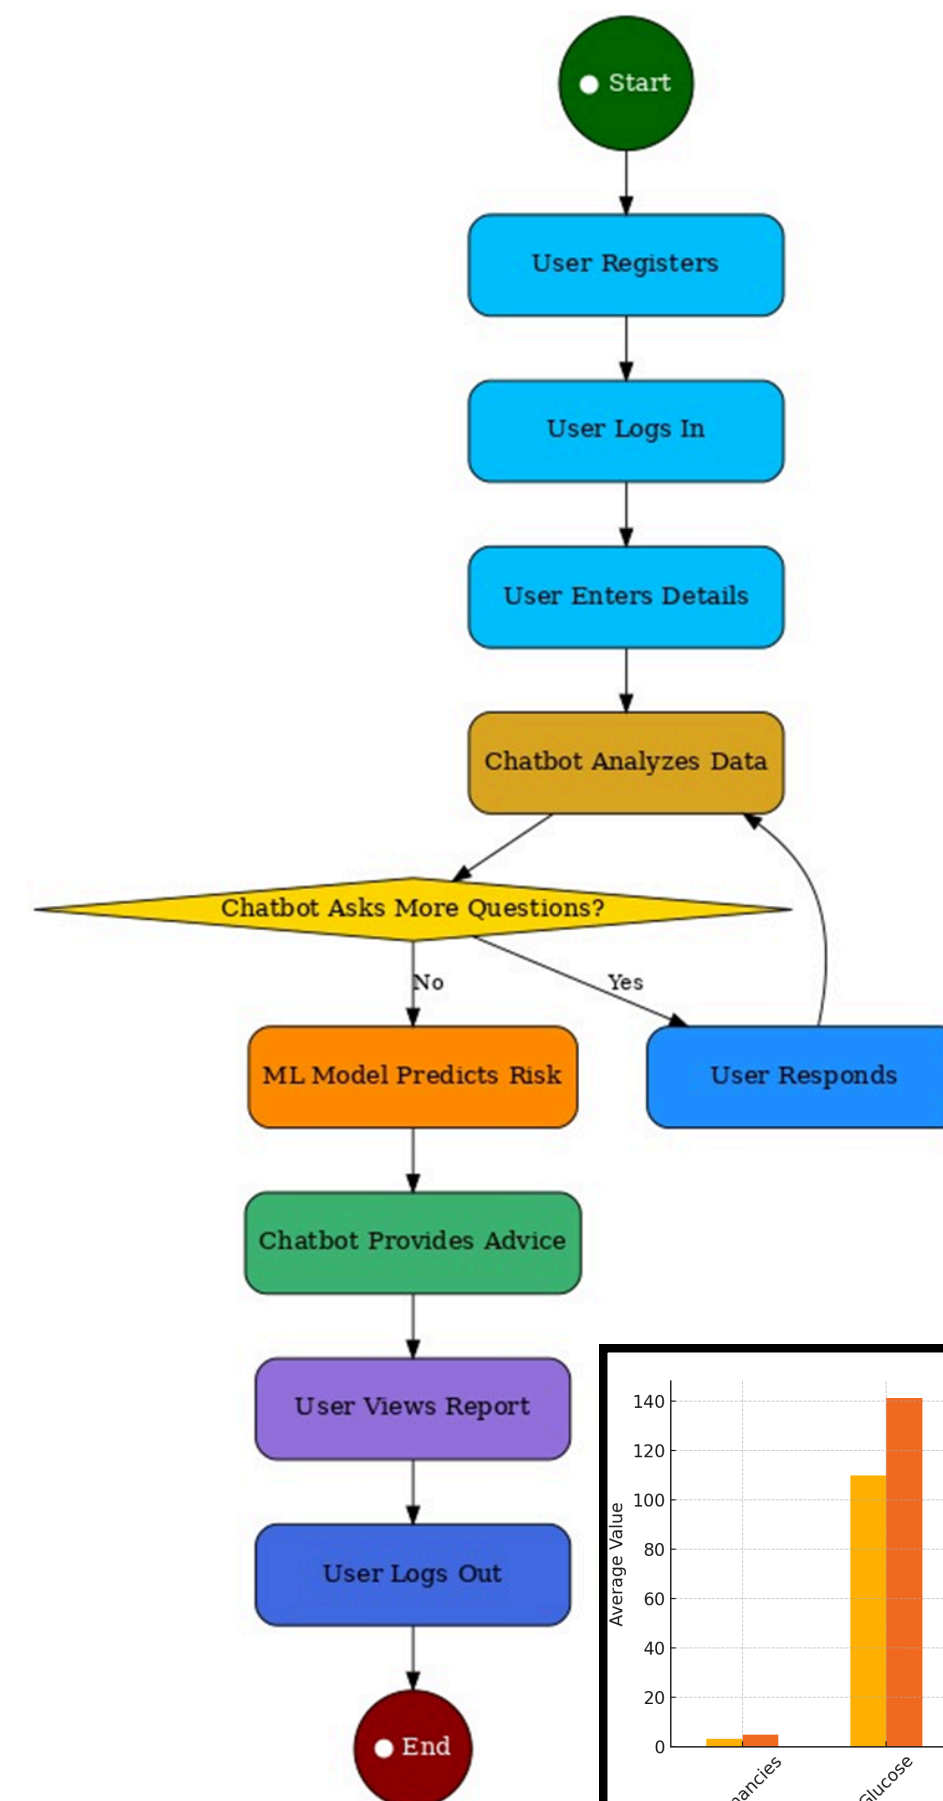 Start
User Registers
User Logs In
User Enters Details
Chatbot Analyzes Data
Chatbot Asks More Questions?
No
Yes
ML Model Predicts Risk
User Responds
Chatbot Provides Advice
User Views Report
User Logs Out
End
140
120
100
80
60
40
20
0
Average Value